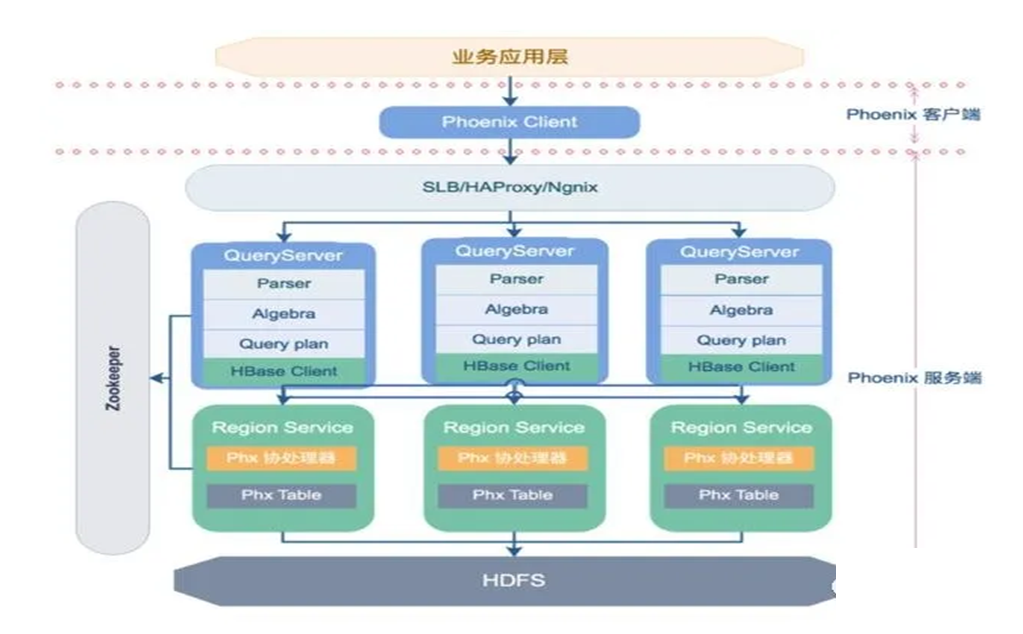 业务应用层
Phoenix Client
Phoenix 客户端
SLB/HAProxy/Ngnix
QueryServer
Parser
Algebra
Query plan
HBase Client
QueryServer
Parser
Algebra
Query plan
HBase Client
QueryServer
Parser
Algebra
Query plan
HBase Client
Zookeeper
Phoenix 服务端
Region Service
Phx 协处理器
Phx Table
Region Service
Phx 协处理器
Phx Table
Region Service
Phx 协处理器
Phx Table
HDFS